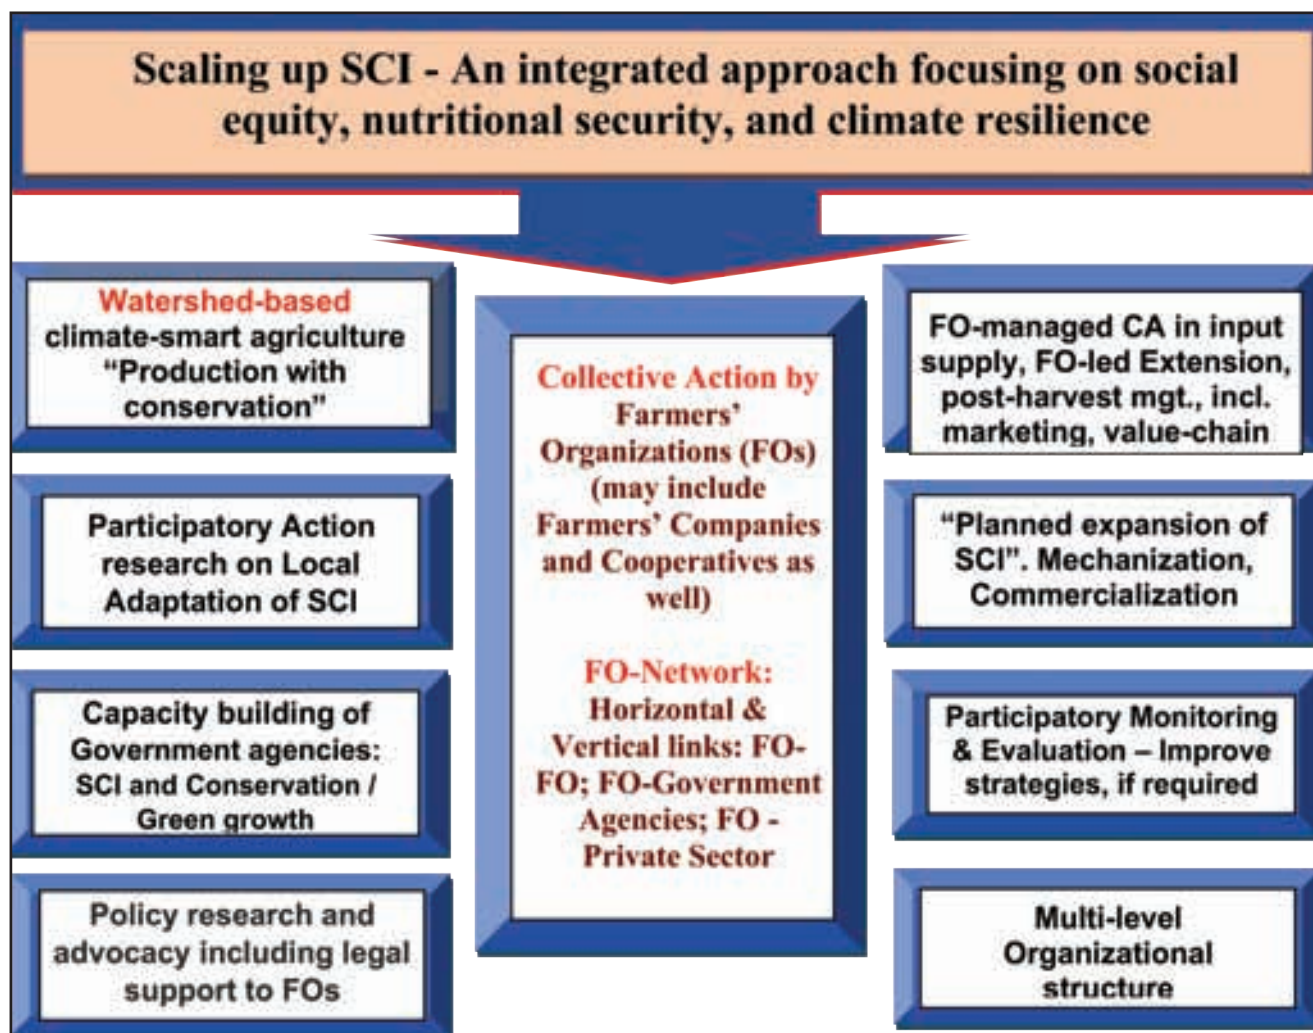 Scaling up SCI - An integrated approach focusing on social
equity, nutritional security, and climate resilience
Watershed-based
climate-smart agriculture
“Production with
conservation”
Participatory Action
research on Local
Adaptation of SCI
Capacity building of
Government agencies:
SCI and Conservation /
Green growth
Policy research and
advocacy including legal
support to FOs
Collective Action by
Farmers’
Organizations (FOs)
(may include
Farmers’ Companies
and Cooperatives as
well)
FO-Network:
Horizontal &
Vertical links: FO-
FO; FO-Government
Agencies; FO -
Private Sector
FO-managed CA in input
supply, FO-led Extension,
post-harvest mgt., incl.
marketing, value-chain
“Planned expansion of
SCI”. Mechanization,
Commercialization
Participatory Monitoring
& Evaluation – Improve
strategies, if required
Multi-level
Organizational
structure